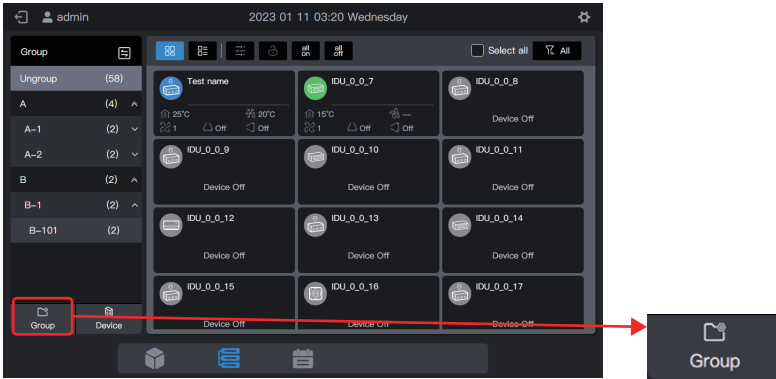 admin 2023 01 11 03:20 Wednesday
Group all on all off Select all All
Ungroup (58)
A (4)
A-1 (2)
A-2 (2)
B (2)
B-1 (2)
B-101 (2)
Group Device
Test name
25°C 20°C
1 Off Off
IDU_0_0_7
15°C --
1 Off Off
IDU_0_0_8
Device Off
IDU_0_0_9
Device Off
IDU_0_0_10
Device Off
IDU_0_0_11
Device Off
IDU_0_0_12
Device Off
IDU_0_0_13
Device Off
IDU_0_0_14
Device Off
IDU_0_0_15
Device Off
IDU_0_0_16
Device Off
IDU_0_0_17
Device Off
Group